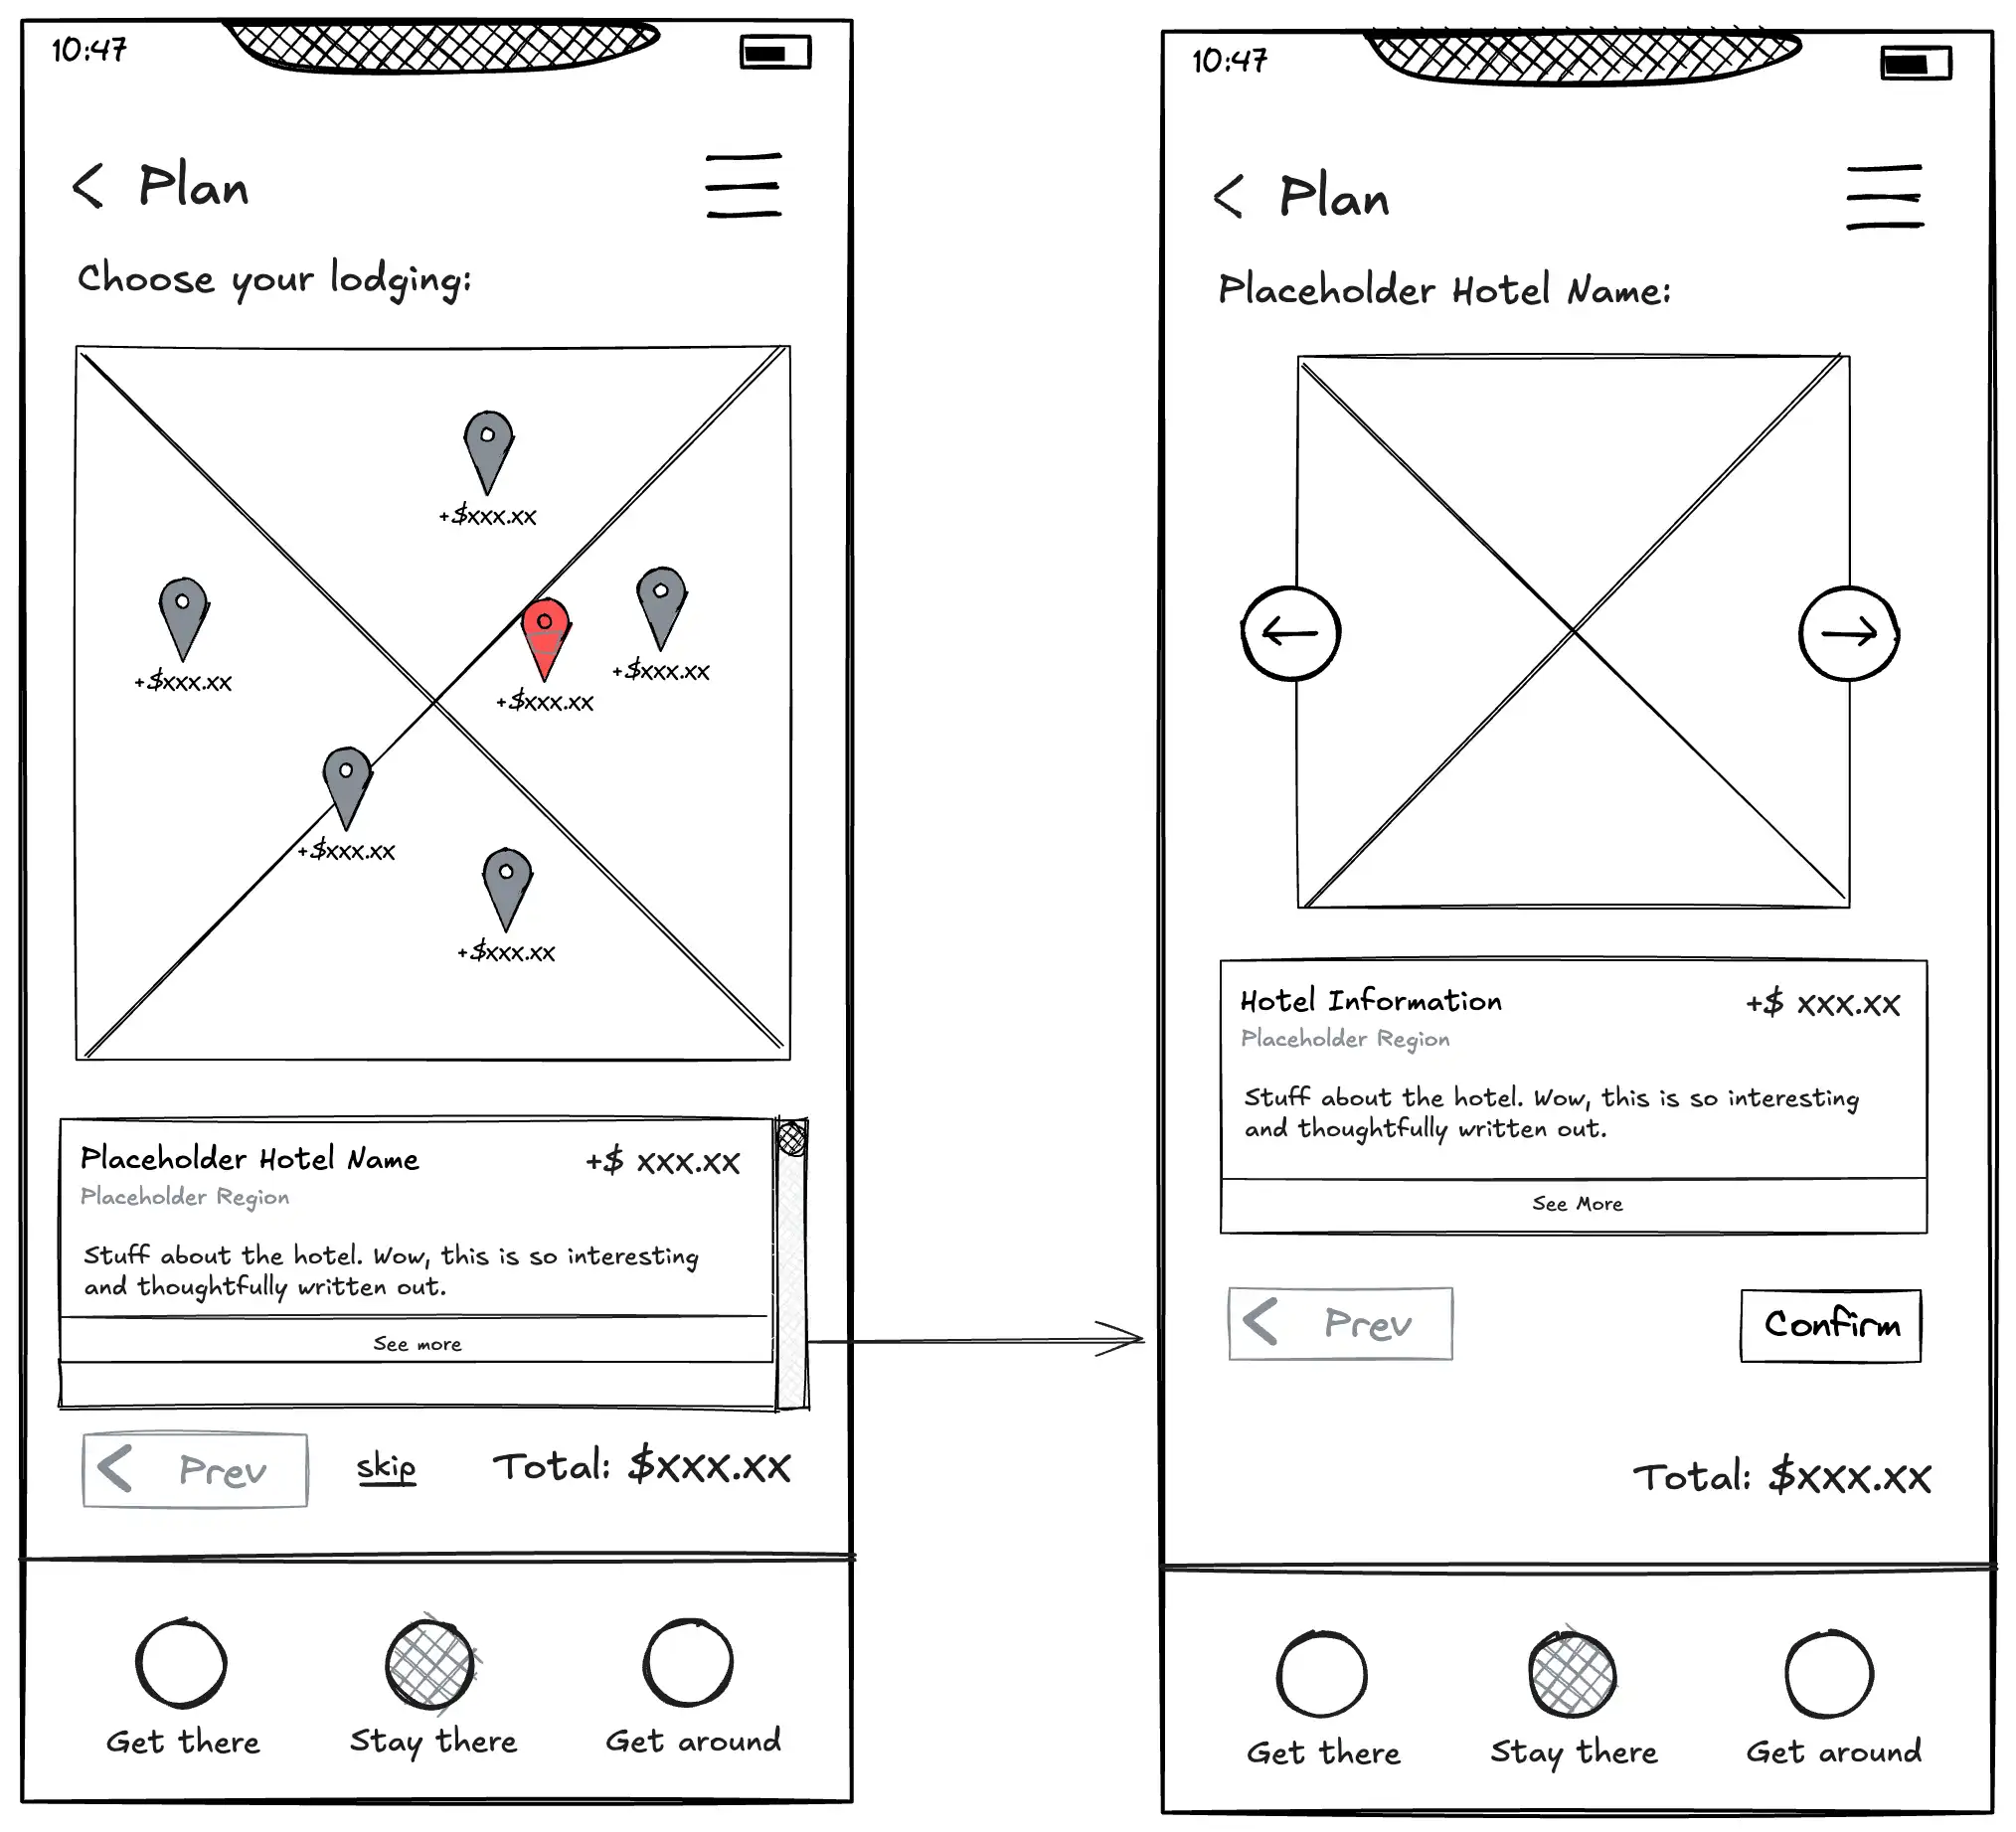 10:47
< Plan
Choose your lodging:
+$xxx.xx
+$xxx.xx
+$xxx.xx
+$xxx.xx
+$xxx.xx
+$xxx.xx
Placeholder Hotel Name +$ xxx.xx
Placeholder Region
Stuff about the hotel. Wow, this is so interesting
and thoughtfully written out.
See more
< Prev skip Total: $xxx.xx
Get there Stay there Get around
10:47
< Plan
Placeholder Hotel Name:
Hotel Information +$ xxx.xx
Placeholder Region
Stuff about the hotel. Wow, this is so interesting
and thoughtfully written out.
See More
< Prev Confirm
Total: $xxx.xx
Get there Stay there Get around